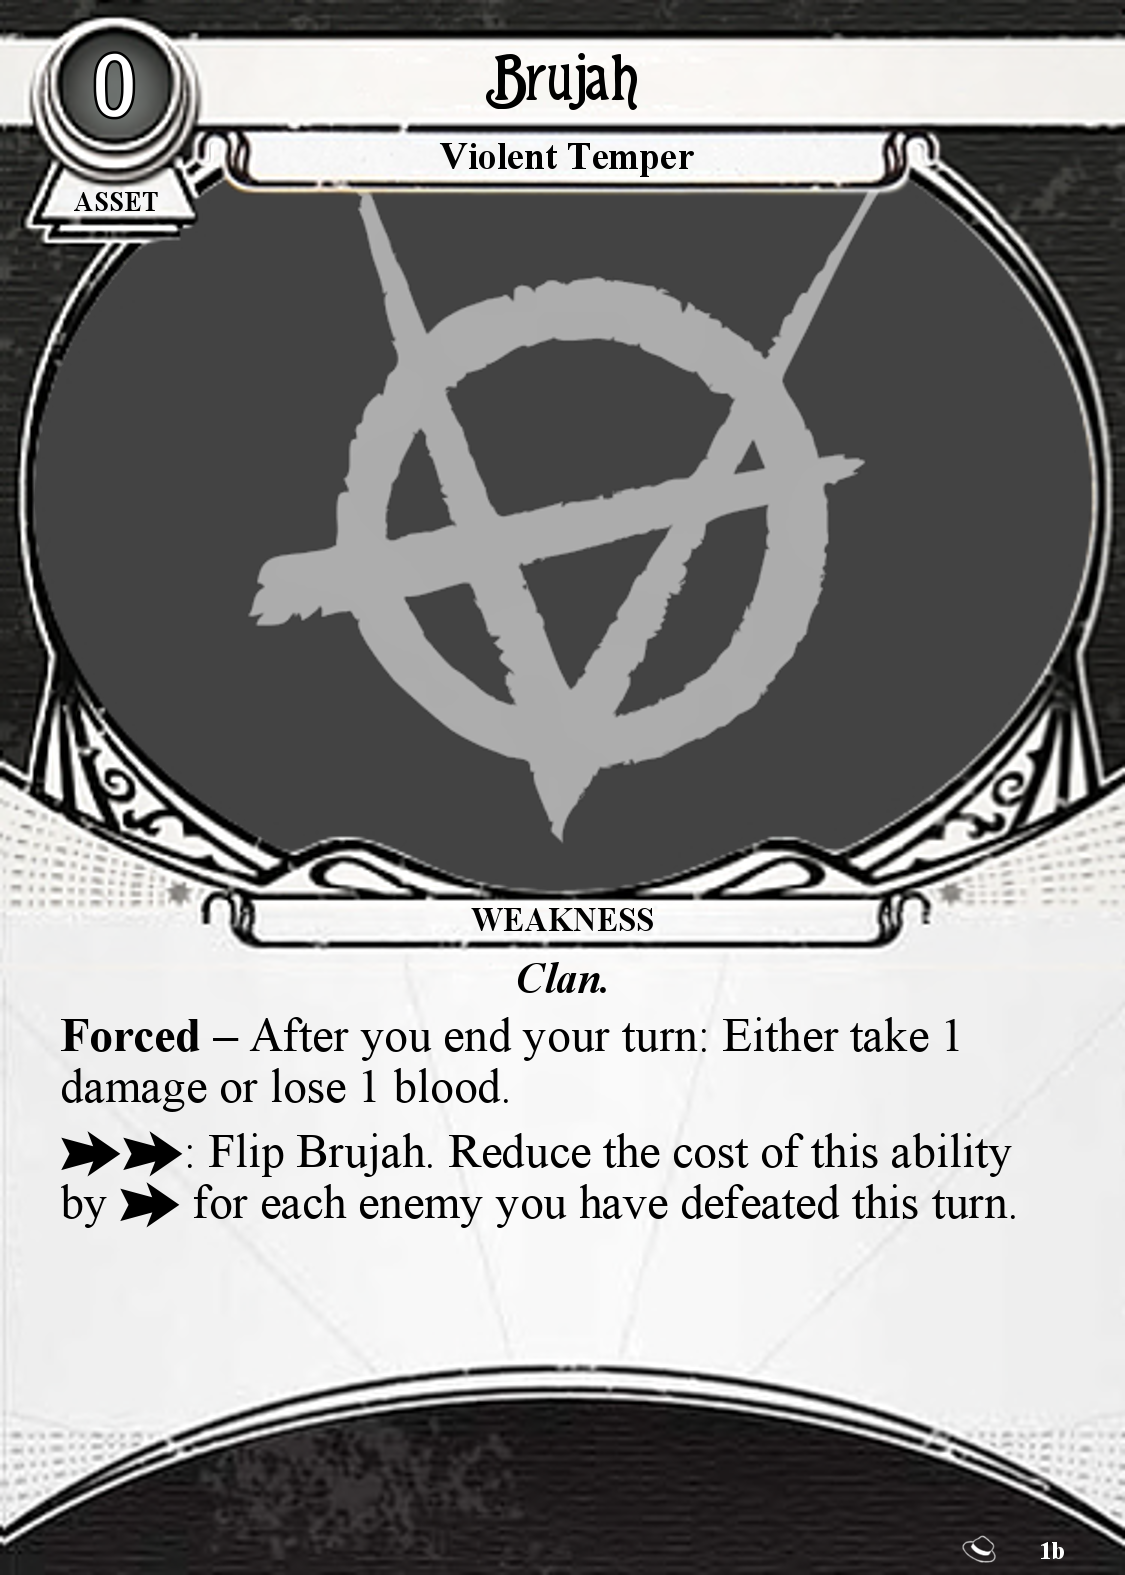 0
Brujah
ASSET
Violent Temper
WEAKNESS
Clan.
Forced – After you end your turn: Either take 1
damage or lose 1 blood.
: Flip Brujah. Reduce the cost of this ability
by for each enemy you have defeated this turn.
1b